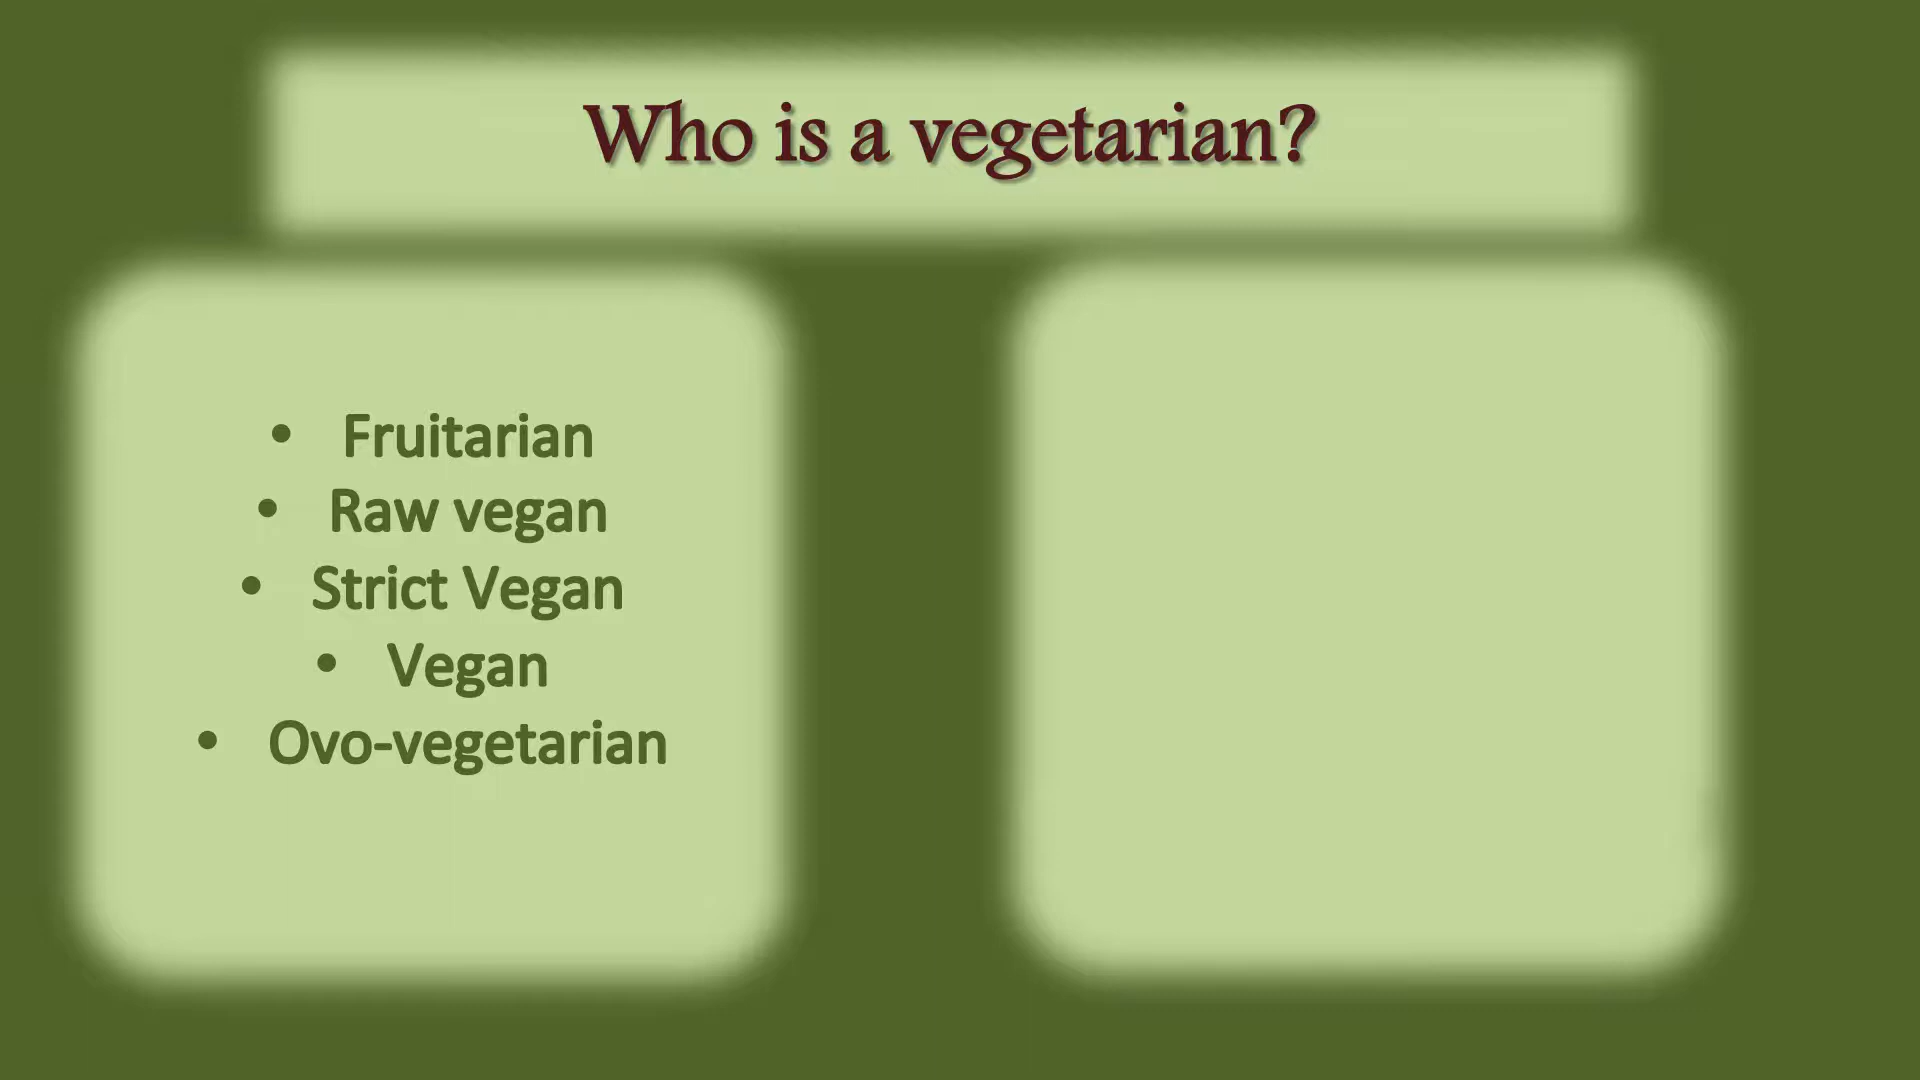 Who is a vegetarian?
• Fruitarian
• Raw vegan
• Strict Vegan
• Vegan
• Ovo-vegetarian